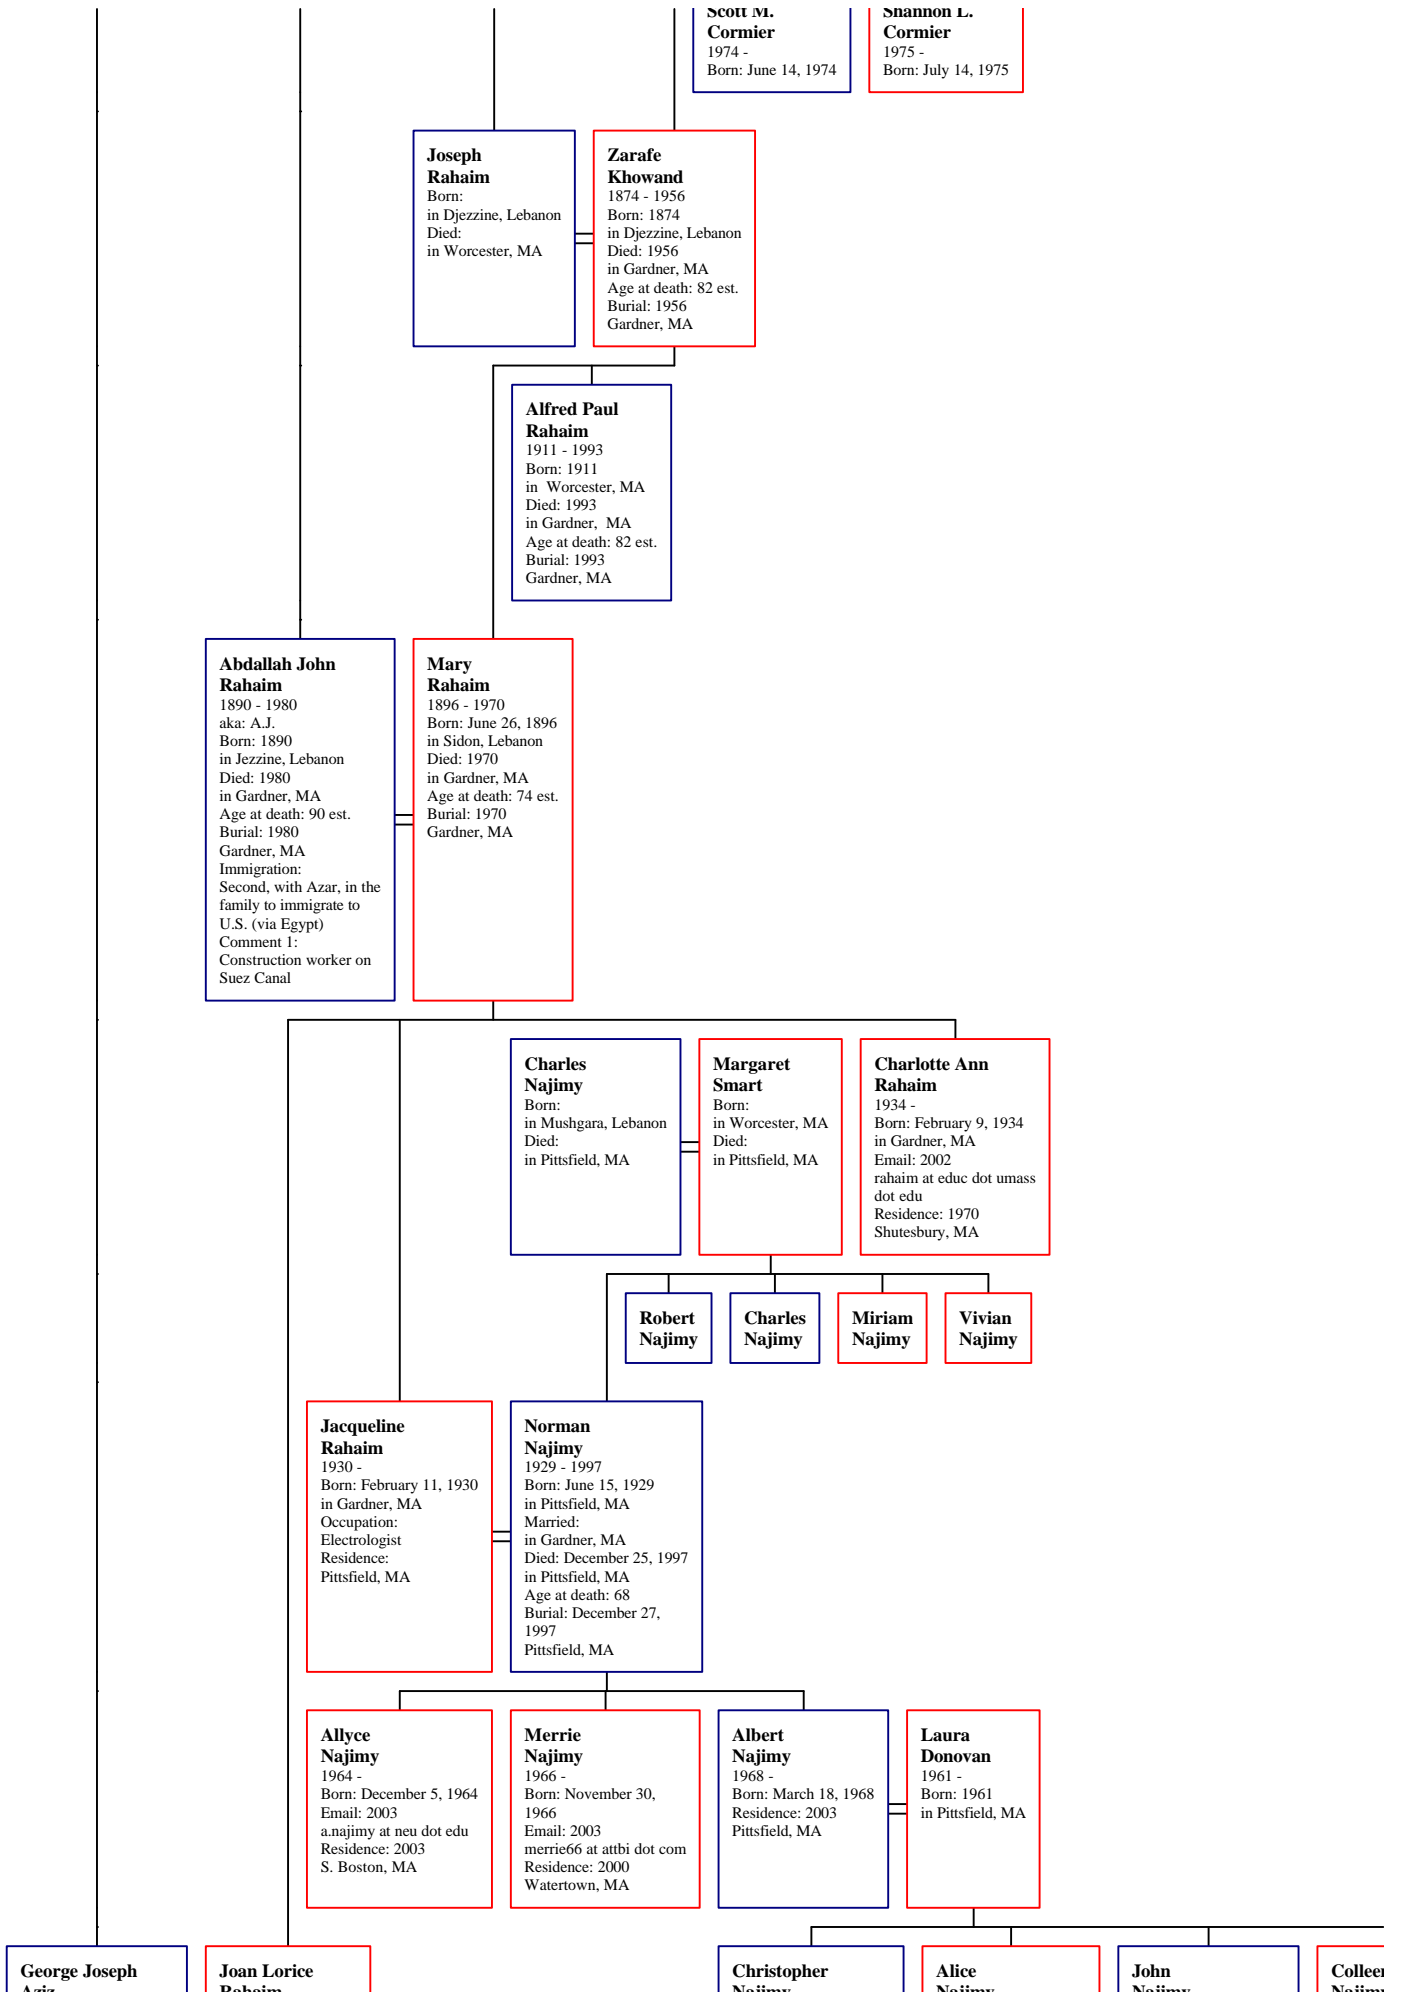 Scott M.
Cormier
1974 -
Born: June 14, 1974
Shannon L.
Cormier
1975 -
Born: July 14, 1975
Joseph
Rahaim
Born:
in Djezzine, Lebanon
Died:
in Worcester, MA
Zarafe
Khowand
1874 - 1956
Born: 1874
in Djezzine, Lebanon
Died: 1956
in Gardner, MA
Age at death: 82 est.
Burial: 1956
Gardner, MA
Alfred Paul
Rahaim
1911 - 1993
Born: 1911
in  Worcester, MA
Died: 1993
in Gardner,  MA
Age at death: 82 est.
Burial: 1993
Gardner, MA
Abdallah John
Rahaim
1890 - 1980
aka: A.J.
Born: 1890
in Jezzine, Lebanon
Died: 1980
in Gardner, MA
Age at death: 90 est.
Burial: 1980
Gardner, MA
Immigration:
Second, with Azar, in the
family to immigrate to
U.S. (via Egypt)
Comment 1:
Construction worker on
Suez Canal
Mary
Rahaim
1896 - 1970
Born: June 26, 1896
in Sidon, Lebanon
Died: 1970
in Gardner, MA
Age at death: 74 est.
Burial: 1970
Gardner, MA
Charles
Najimy
Born:
in Mushgara, Lebanon
Died:
in Pittsfield, MA
Margaret
Smart
Born:
in Worcester, MA
Died:
in Pittsfield, MA
Charlotte Ann
Rahaim
1934 -
Born: February 9, 1934
in Gardner, MA
Email: 2002
rahaim at educ dot umass
dot edu
Residence: 1970
Shutesbury, MA
Robert
Najimy
Charles
Najimy
Miriam
Najimy
Vivian
Najimy
Jacqueline
Rahaim
1930 -
Born: February 11, 1930
in Gardner, MA
Occupation:
Electrologist
Residence:
Pittsfield, MA
Norman
Najimy
1929 - 1997
Born: June 15, 1929
in Pittsfield, MA
Married:
in Gardner, MA
Died: December 25, 1997
in Pittsfield, MA
Age at death: 68
Burial: December 27,
1997
Pittsfield, MA
Allyce
Najimy
1964 -
Born: December 5, 1964
Email: 2003
a.najimy at neu dot edu
Residence: 2003
S. Boston, MA
Merrie
Najimy
1966 -
Born: November 30,
1966
Email: 2003
merrie66 at attbi dot com
Residence: 2000
Watertown, MA
Albert
Najimy
1968 -
Born: March 18, 1968
Residence: 2003
Pittsfield, MA
Laura
Donovan
1961 -
Born: 1961
in Pittsfield, MA
George Joseph
Aziz
Joan Lorice
Rahaim
Christopher
Najimy
Alice
Najimy
John
Najimy
Colleen
Najimy